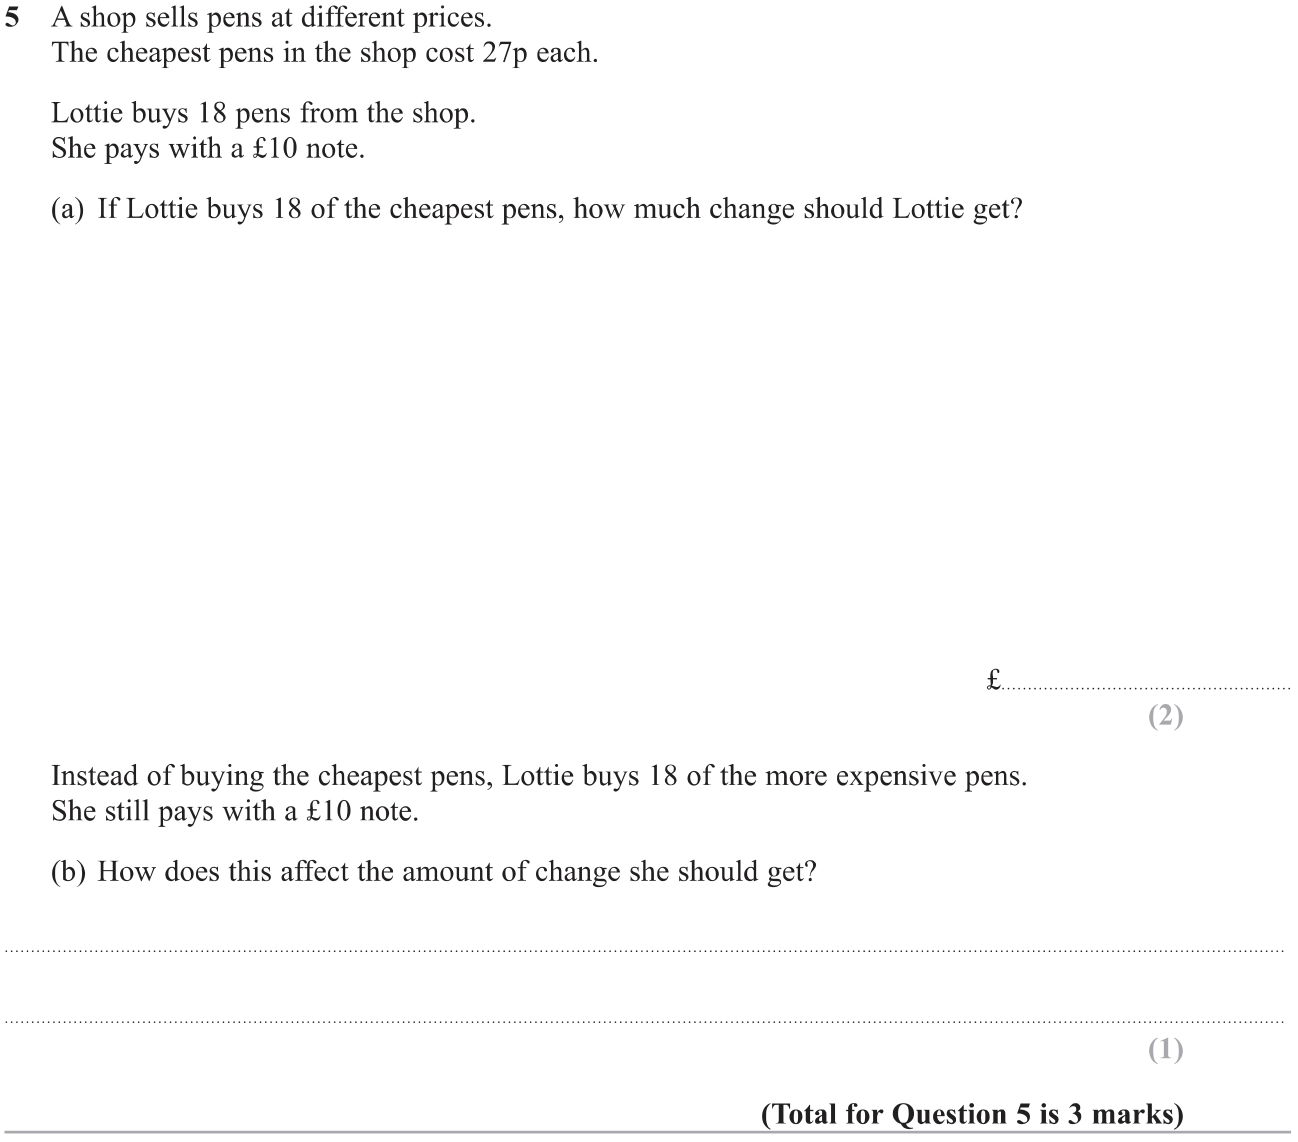 5 A shop sells pens at different prices.
The cheapest pens in the shop cost 27p each.
Lottie buys 18 pens from the shop.
She pays with a £10 note.
(a) If Lottie buys 18 of the cheapest pens, how much change should Lottie get?
£
(2)
Instead of buying the cheapest pens, Lottie buys 18 of the more expensive pens.
She still pays with a £10 note.
(b) How does this affect the amount of change she should get?
(1)
(Total for Question 5 is 3 marks)